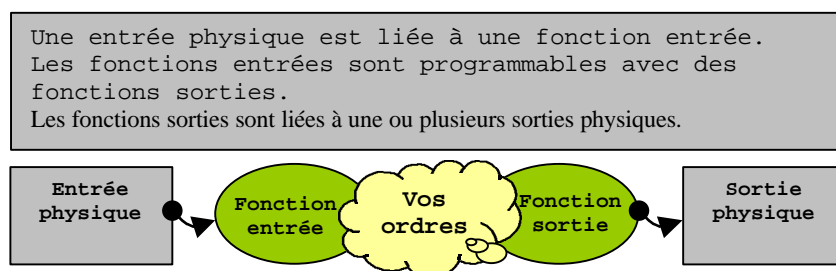 Une entrée physique est liée à une fonction entrée.
Les fonctions entrées sont programmables avec des
fonctions sorties.
Les fonctions sorties sont liées à une ou plusieurs sorties physiques.
Entrée
physique
Fonction
entrée
Vos
ordres
Fonction
sortie
Sortie
physique